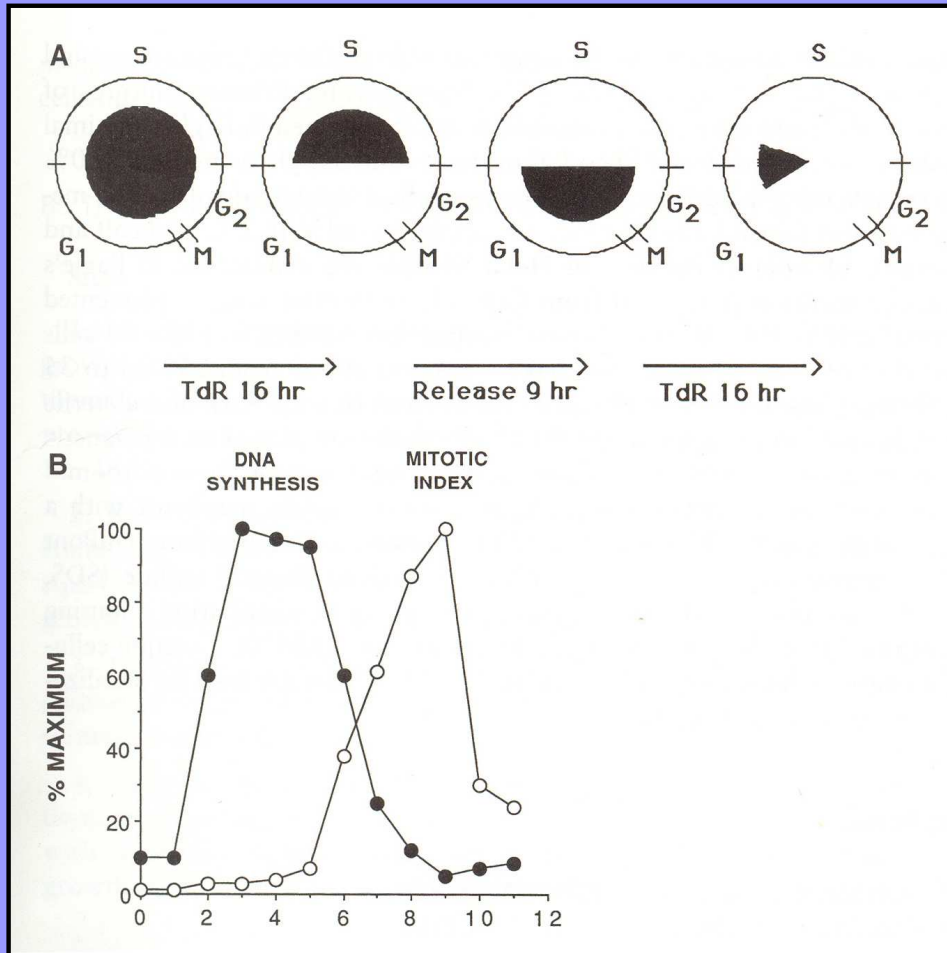 A
S S S S
G2 G2 G2 G2
G1 M G1 M G1 M G1 M
TdR 16 hr Release 9 hr TdR 16 hr
B
DNA SYNTHESIS
MITOTIC INDEX
% MAXIMUM
100
80
60
40
20
0
0 2 4 6 8 10 12